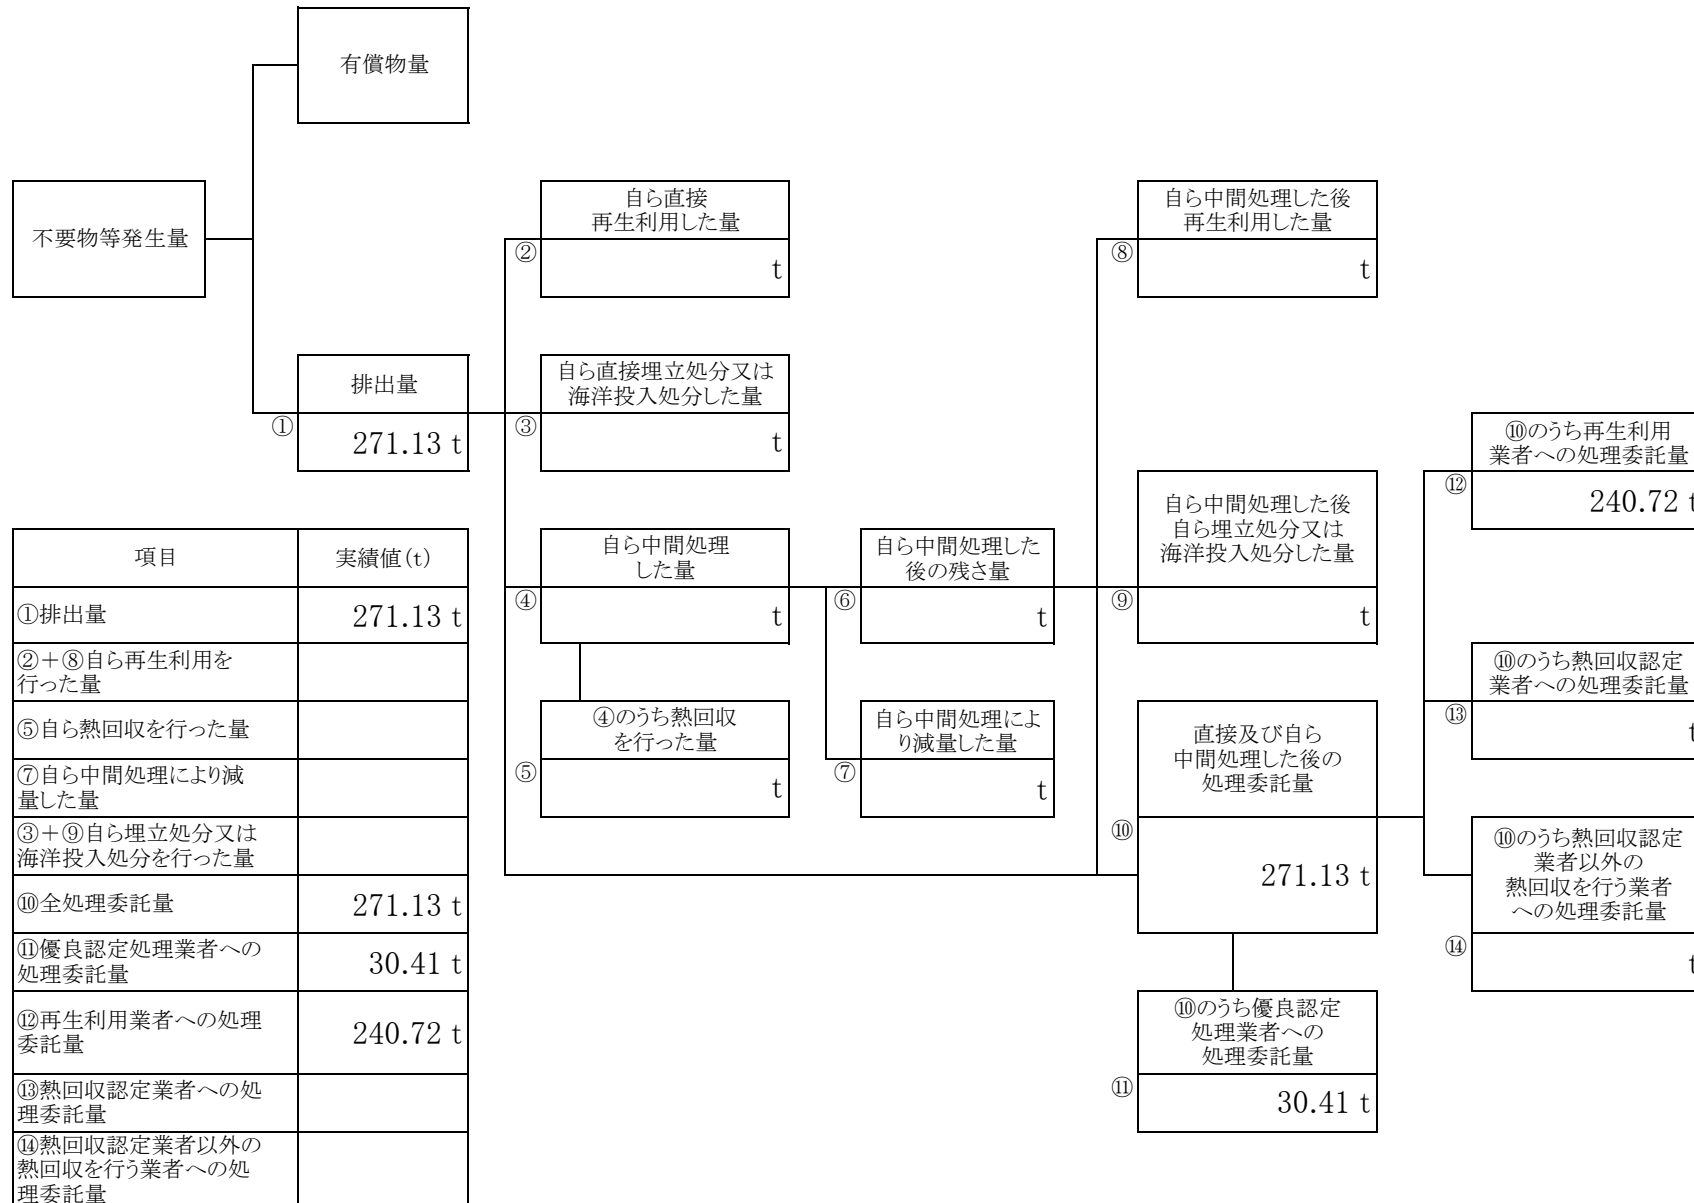 有償物量
不要物等発生量
排出量
①
271.13 t
自ら直接
再生利用した量
②
t
自ら直接埋立処分又は
海洋投入処分した量
③
t
自ら中間処理
した量
④
t
④のうち熱回収
を行った量
⑤
t
自ら中間処理した
後の残さ量
⑥
t
自ら中間処理によ
り減量した量
⑦
t
自ら中間処理した後
再生利用した量
⑧
t
自ら中間処理した後
自ら埋立処分又は
海洋投入処分した量
⑨
t
直接及び自ら
中間処理した後の
処理委託量
⑩
271.13 t
⑩のうち優良認定
処理業者への
処理委託量
⑪
30.41 t
⑩のうち再生利用
業者への処理委託量
⑫
240.72 t
⑩のうち熱回収認定
業者への処理委託量
⑬
t
⑩のうち熱回収認定
業者以外の
熱回収を行う業者
への処理委託量
⑭
t
項目 実績値(t)
①排出量 271.13 t
②＋⑧自ら再生利用を
行った量
⑤自ら熱回収を行った量
⑦自ら中間処理により減
量した量
③＋⑨自ら埋立処分又は
海洋投入処分を行った量
⑩全処理委託量 271.13 t
⑪優良認定処理業者への
処理委託量 30.41 t
⑫再生利用業者への処理
委託量 240.72 t
⑬熱回収認定業者への処
理委託量
⑭熱回収認定業者以外の
熱回収を行う業者への処
理委託量